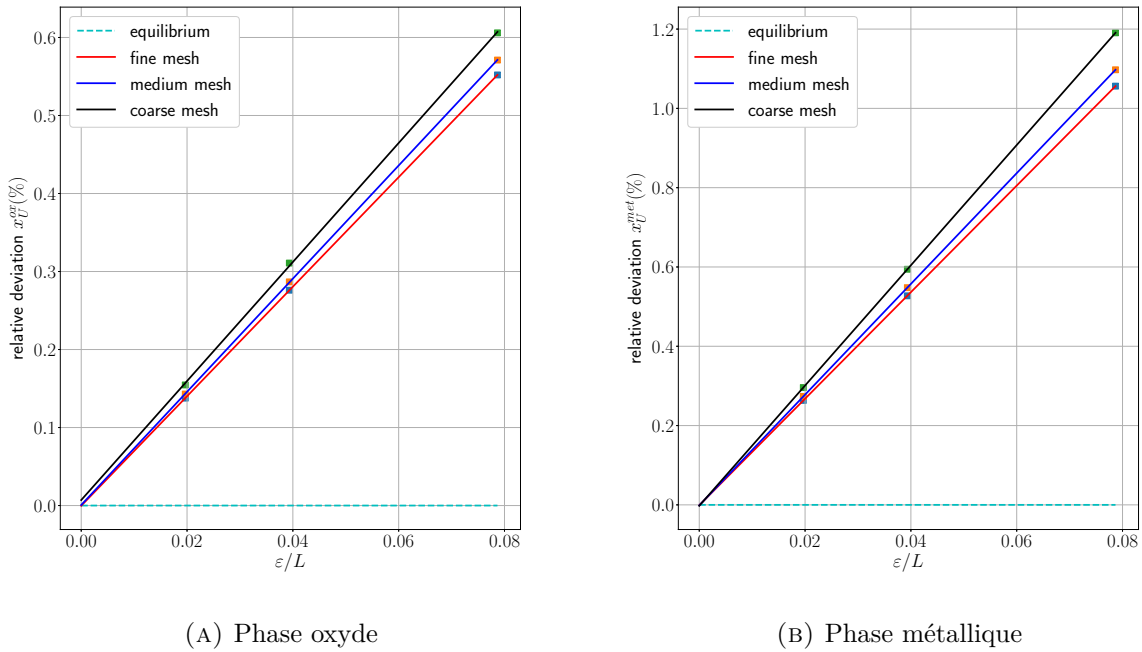 equilibrium
fine mesh
medium mesh
coarse mesh
0.6
0.5
0.4
0.3
0.2
0.1
0.0
relative deviation $x_U^{ox}$(%)
0.00 0.02 0.04 0.06 0.08
ε/L
(A) Phase oxyde
equilibrium
fine mesh
medium mesh
coarse mesh
1.2
1.0
0.8
0.6
0.4
0.2
0.0
relative deviation $x_U^{met}$(%)
0.00 0.02 0.04 0.06 0.08
ε/L
(B) Phase métallique